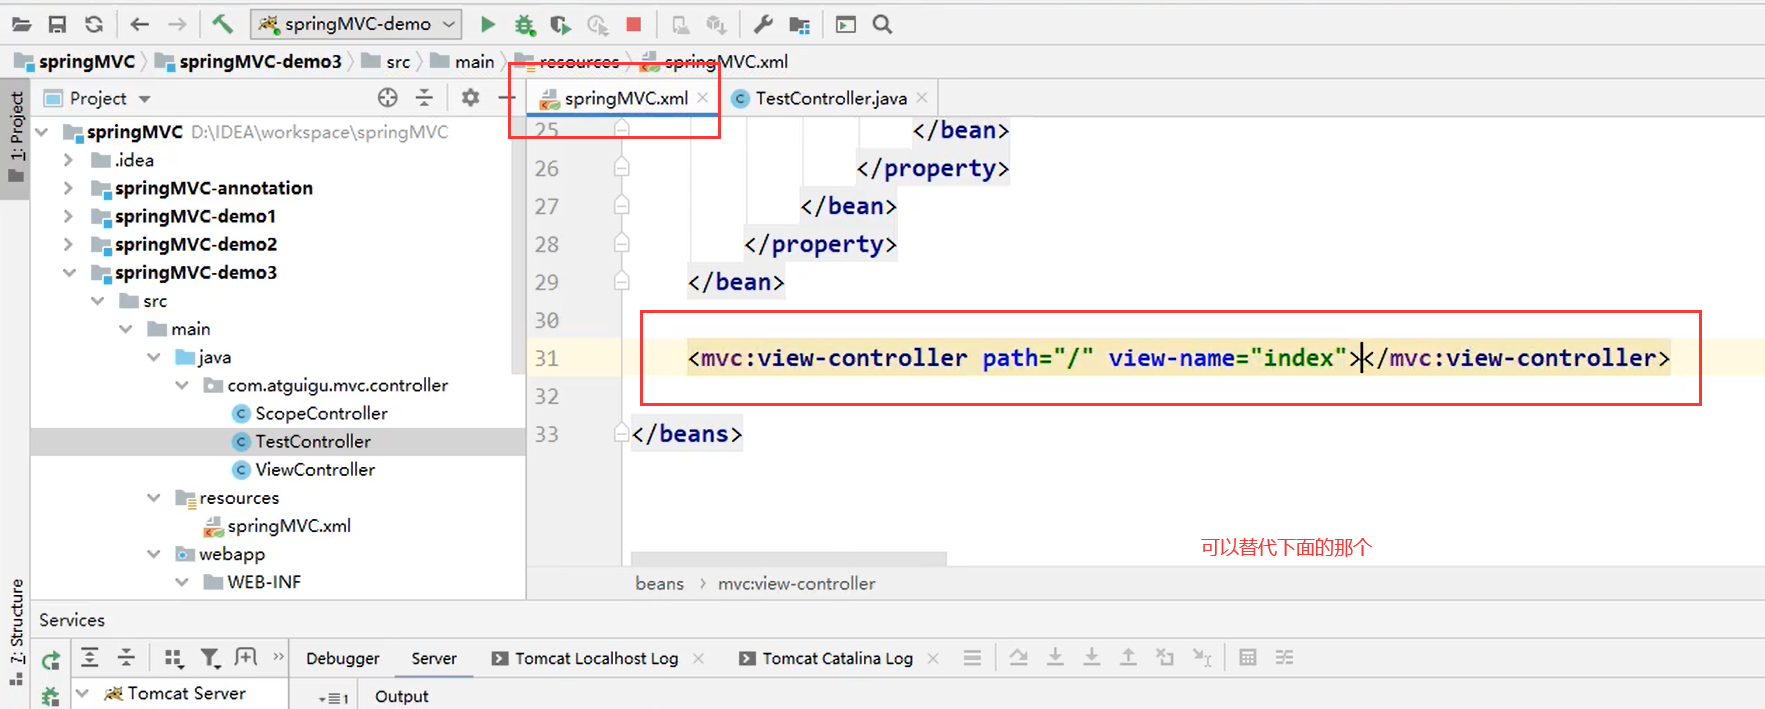 springMVC-demo
springMVC springMVC-demo3 src main resources springMVC.xml
1: Project
Project
springMVC.xml
TestController.java
springMVC D:\IDEA\workspace\springMVC
.idea
springMVC-annotation
springMVC-demo1
springMVC-demo2
springMVC-demo3
src
main
java
com.atguigu.mvc.controller
ScopeController
TestController
ViewController
resources
springMVC.xml
webapp
WEB-INF
25 </bean>
26 </property>
27 </bean>
28 </property>
29 </bean>
30
31 <mvc:view-controller path="/" view-name="index"></mvc:view-controller>
32
33 </beans>
可以替代下面的那个
beans › mvc:view-controller
7: Structure
Services
Debugger Server Tomcat Localhost Log Tomcat Catalina Log
Tomcat Server
1
Output